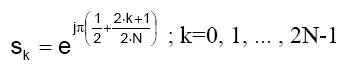 s_k = e^{jπ(1/2 + (2·k+1)/(2·N))} ; k=0, 1, ... , 2N-1